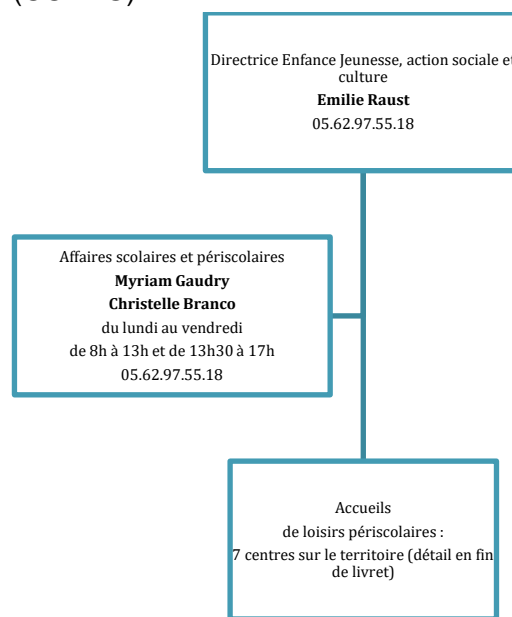 Directrice Enfance Jeunesse, action sociale et
culture
Emilie Raust
05.62.97.55.18
Affaires scolaires et périscolaires
Myriam Gaudry
Christelle Branco
du lundi au vendredi
de 8h à 13h et de 13h30 à 17h
05.62.97.55.18
Accueils
de loisirs périscolaires :
7 centres sur le territoire (détail en fin
de livret)